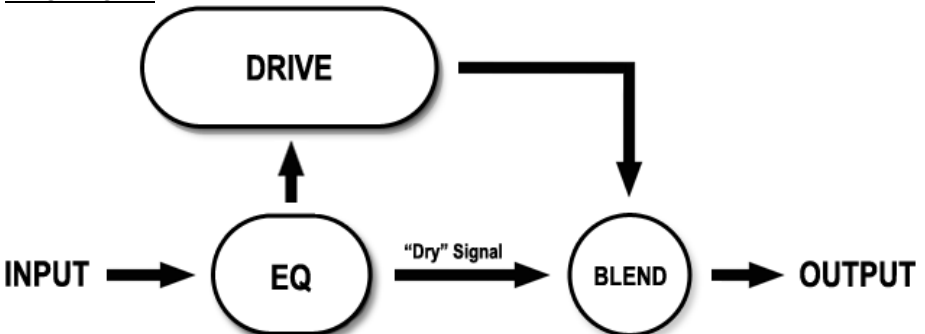 DRIVE
“Dry” Signal
INPUT
EQ
BLEND
OUTPUT